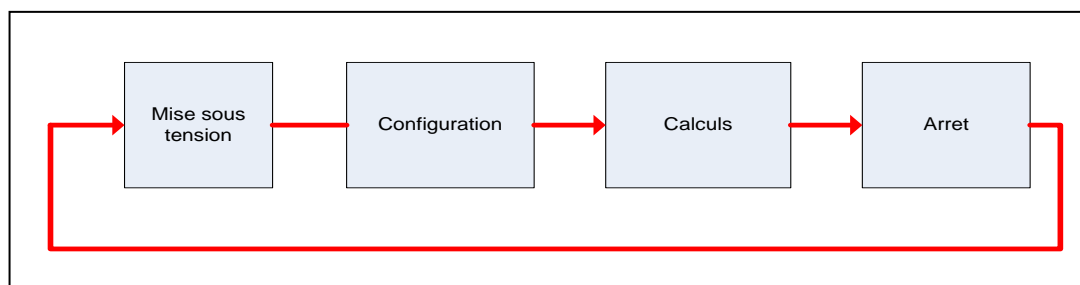 Mise sous
tension
Configuration
Calculs
Arret